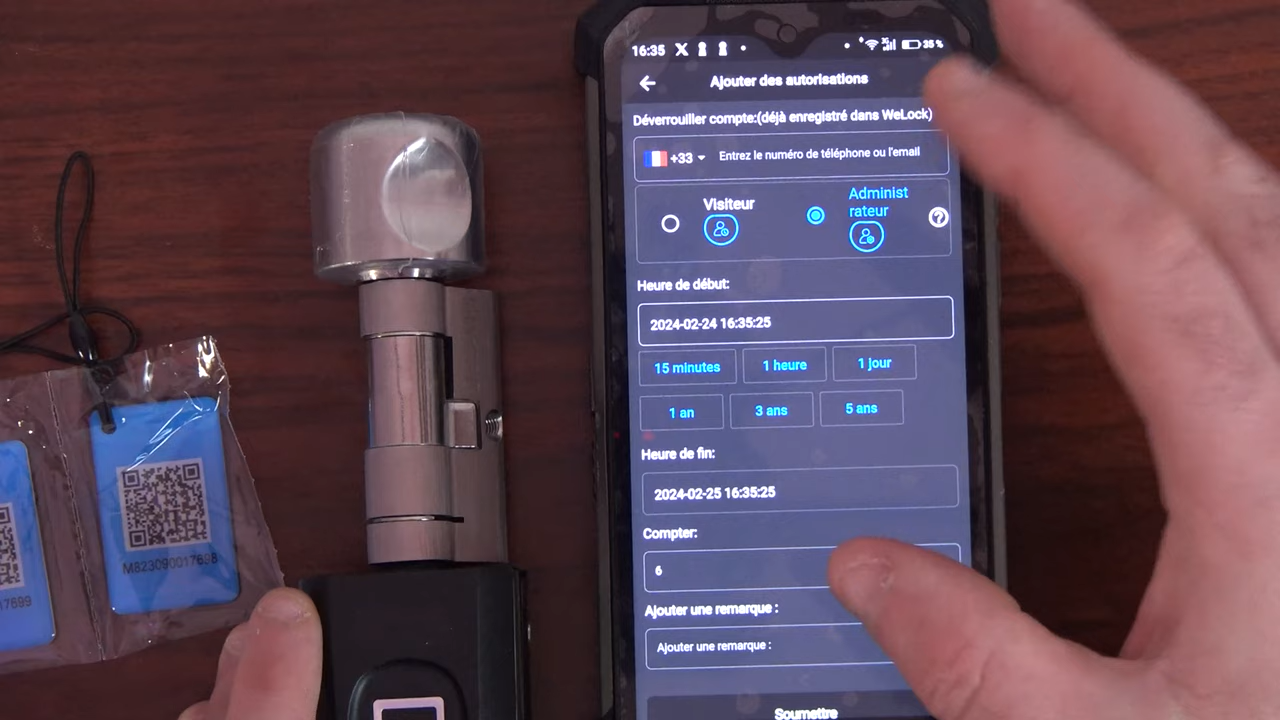 16:35
35 %
Ajouter des autorisations
Déverrouiller compte:(déjà enregistré dans WeLock)
+33
Entrez le numéro de téléphone ou l'email
Visiteur
Administ
rateur
Heure de début:
2024-02-24 16:35:25
15 minutes
1 heure
1 jour
1 an
3 ans
5 ans
Heure de fin:
2024-02-25 16:35:25
Compter:
6
Ajouter une remarque :
Ajouter une remarque :
Soumettre
M823090017698
17699